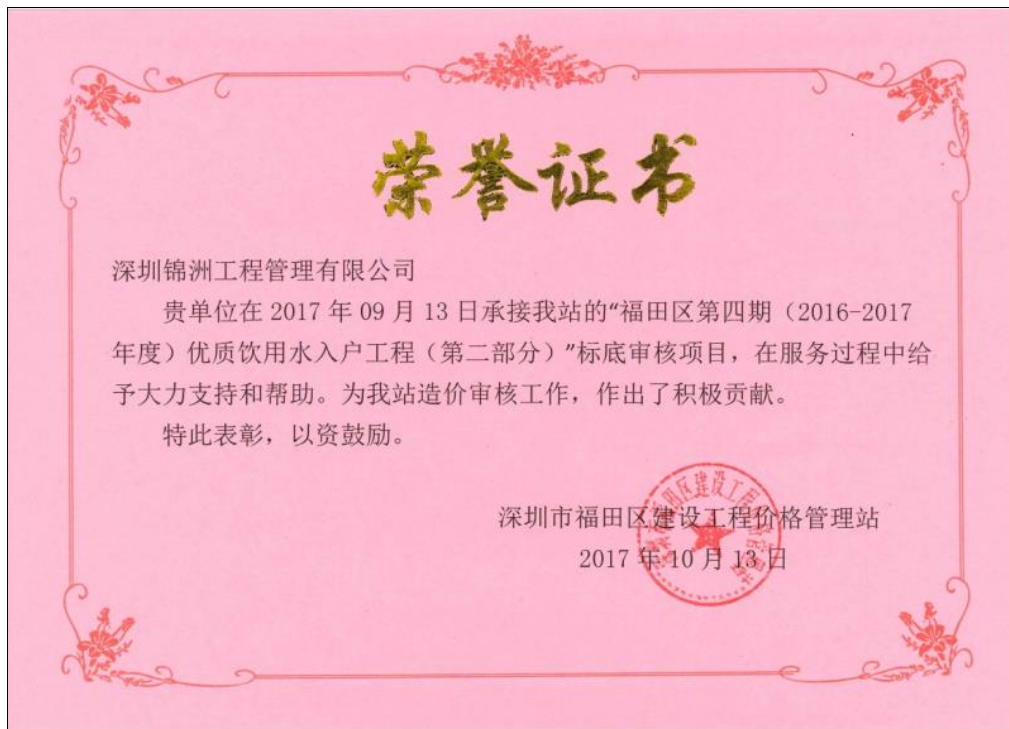 荣誉证书
深圳锦洲工程管理有限公司
贵单位在 2017 年 09 月 13 日承接我站的“福田区第四期（2016-2017
年度）优质饮用水入户工程（第二部分）”标底审核项目，在服务过程中给
予大力支持和帮助。为我站造价审核工作，作出了积极贡献。
特此表彰，以资鼓励。
深圳市福田区建设工程价格管理站
2017 年 10 月 13 日